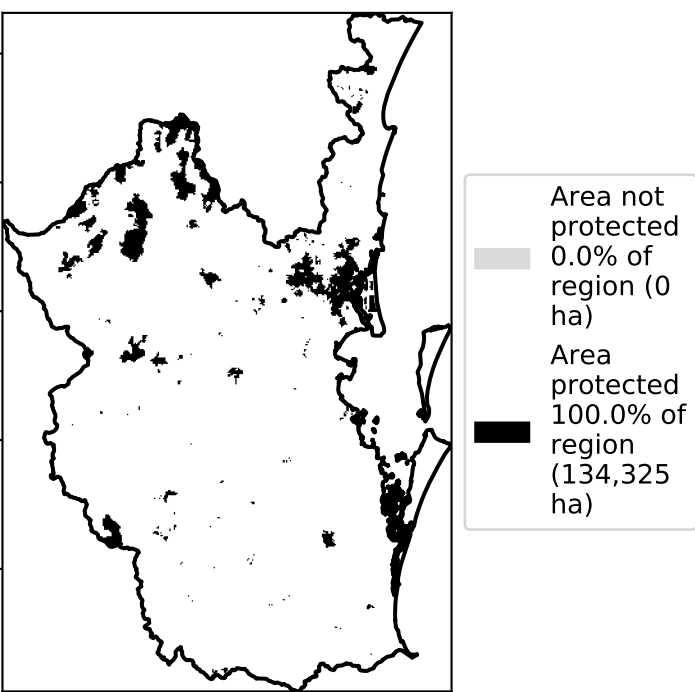 Area not
protected
0.0% of
region (0
ha)
Area
protected
100.0% of
region
(134,325
ha)